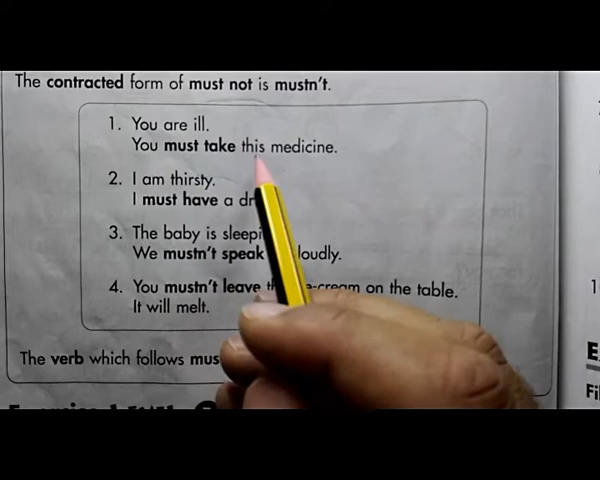 The contracted form of must not is mustn't.
1. You are ill.
You must take this medicine.
2. I am thirsty.
I must have a
3. The baby is
We mustn't speak loudly.
4. You mustn't leave on the table.
It will melt.
The verb which follows